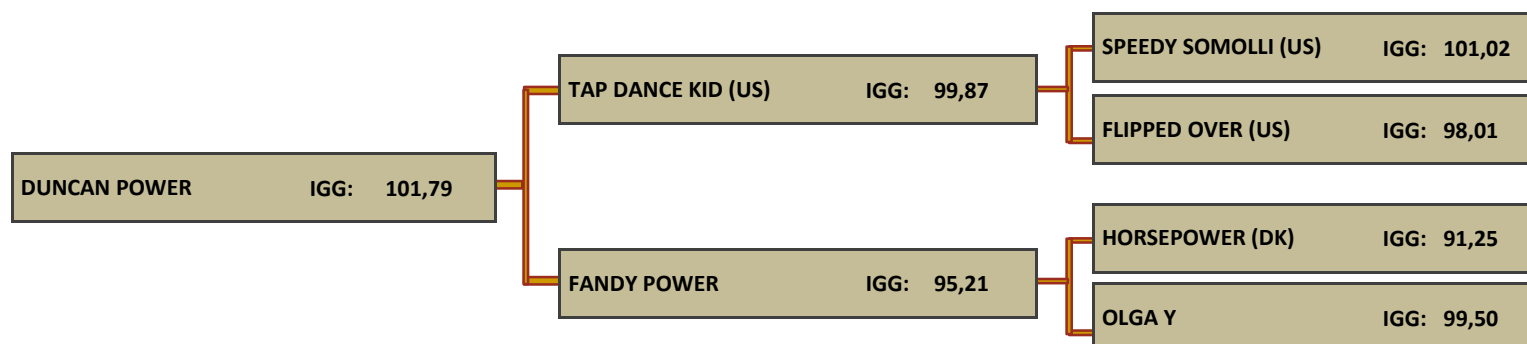 SPEEDY SOMOLLI (US) IGG: 101,02
TAP DANCE KID (US) IGG: 99,87
FLIPPED OVER (US) IGG: 98,01
DUNCAN POWER IGG: 101,79
HORSEPOWER (DK) IGG: 91,25
FANDY POWER IGG: 95,21
OLGA Y IGG: 99,50